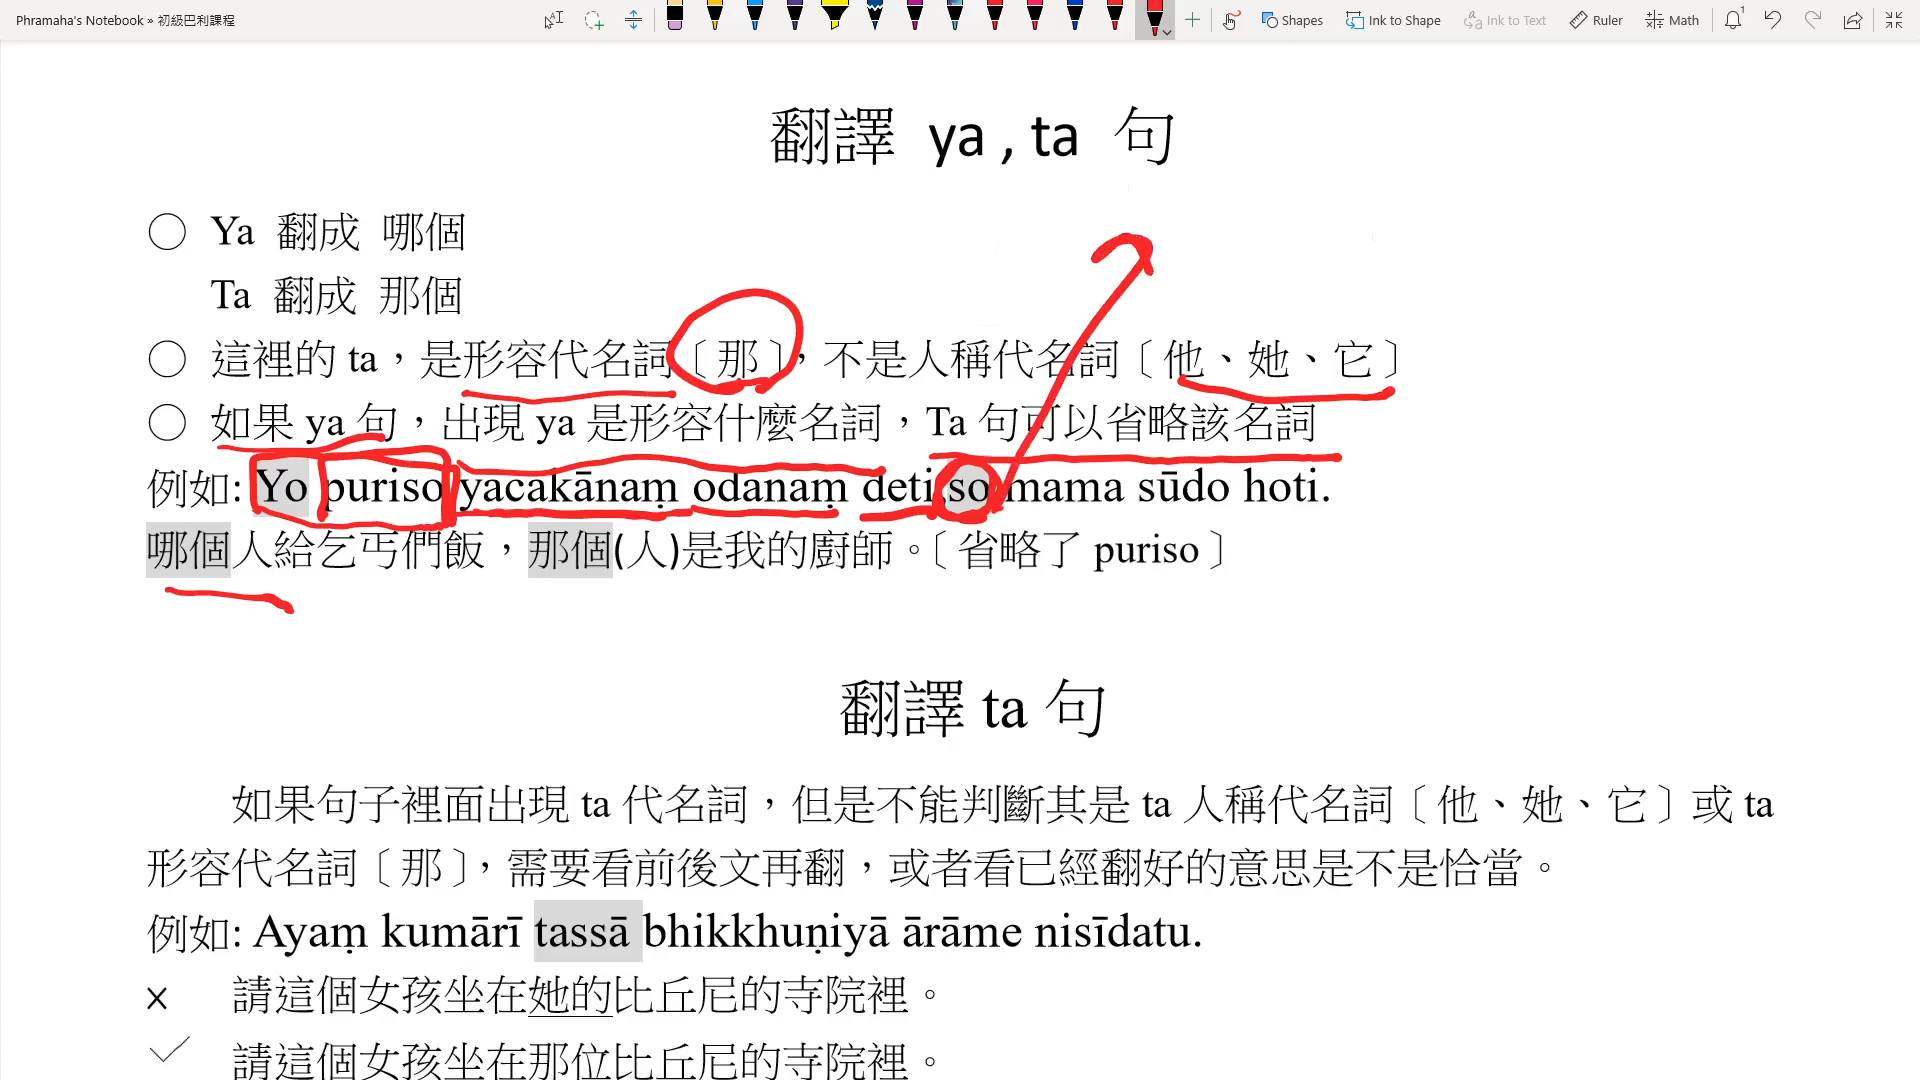 Phramaha's Notebook » 初級巴利課程
Shapes Ink to Shape Ink to Text Ruler Math 1
翻譯 ya , ta 句
◯ Ya 翻成 哪個
Ta 翻成 那個
◯ 這裡的 ta，是形容代名詞〔那〕，不是人稱代名詞〔他、她、它〕
◯ 如果 ya 句，出現 ya 是形容什麼名詞，Ta 句可以省略該名詞
例如: Yo puriso yacakānaṃ odanaṃ deti,so mama sūdo hoti.
哪個人給乞丐們飯，那個(人)是我的廚師。〔省略了 puriso〕
翻譯 ta 句
如果句子裡面出現 ta 代名詞，但是不能判斷其是 ta 人稱代名詞〔他、她、它〕或 ta
形容代名詞〔那〕，需要看前後文再翻，或者看已經翻好的意思是不是恰當。
例如: Ayaṃ kumārī tassā bhikkhuṇiyā ārāme nisīdatu.
× 請這個女孩坐在她的比丘尼的寺院裡。
✓ 請這個女孩坐在那位比丘尼的寺院裡。